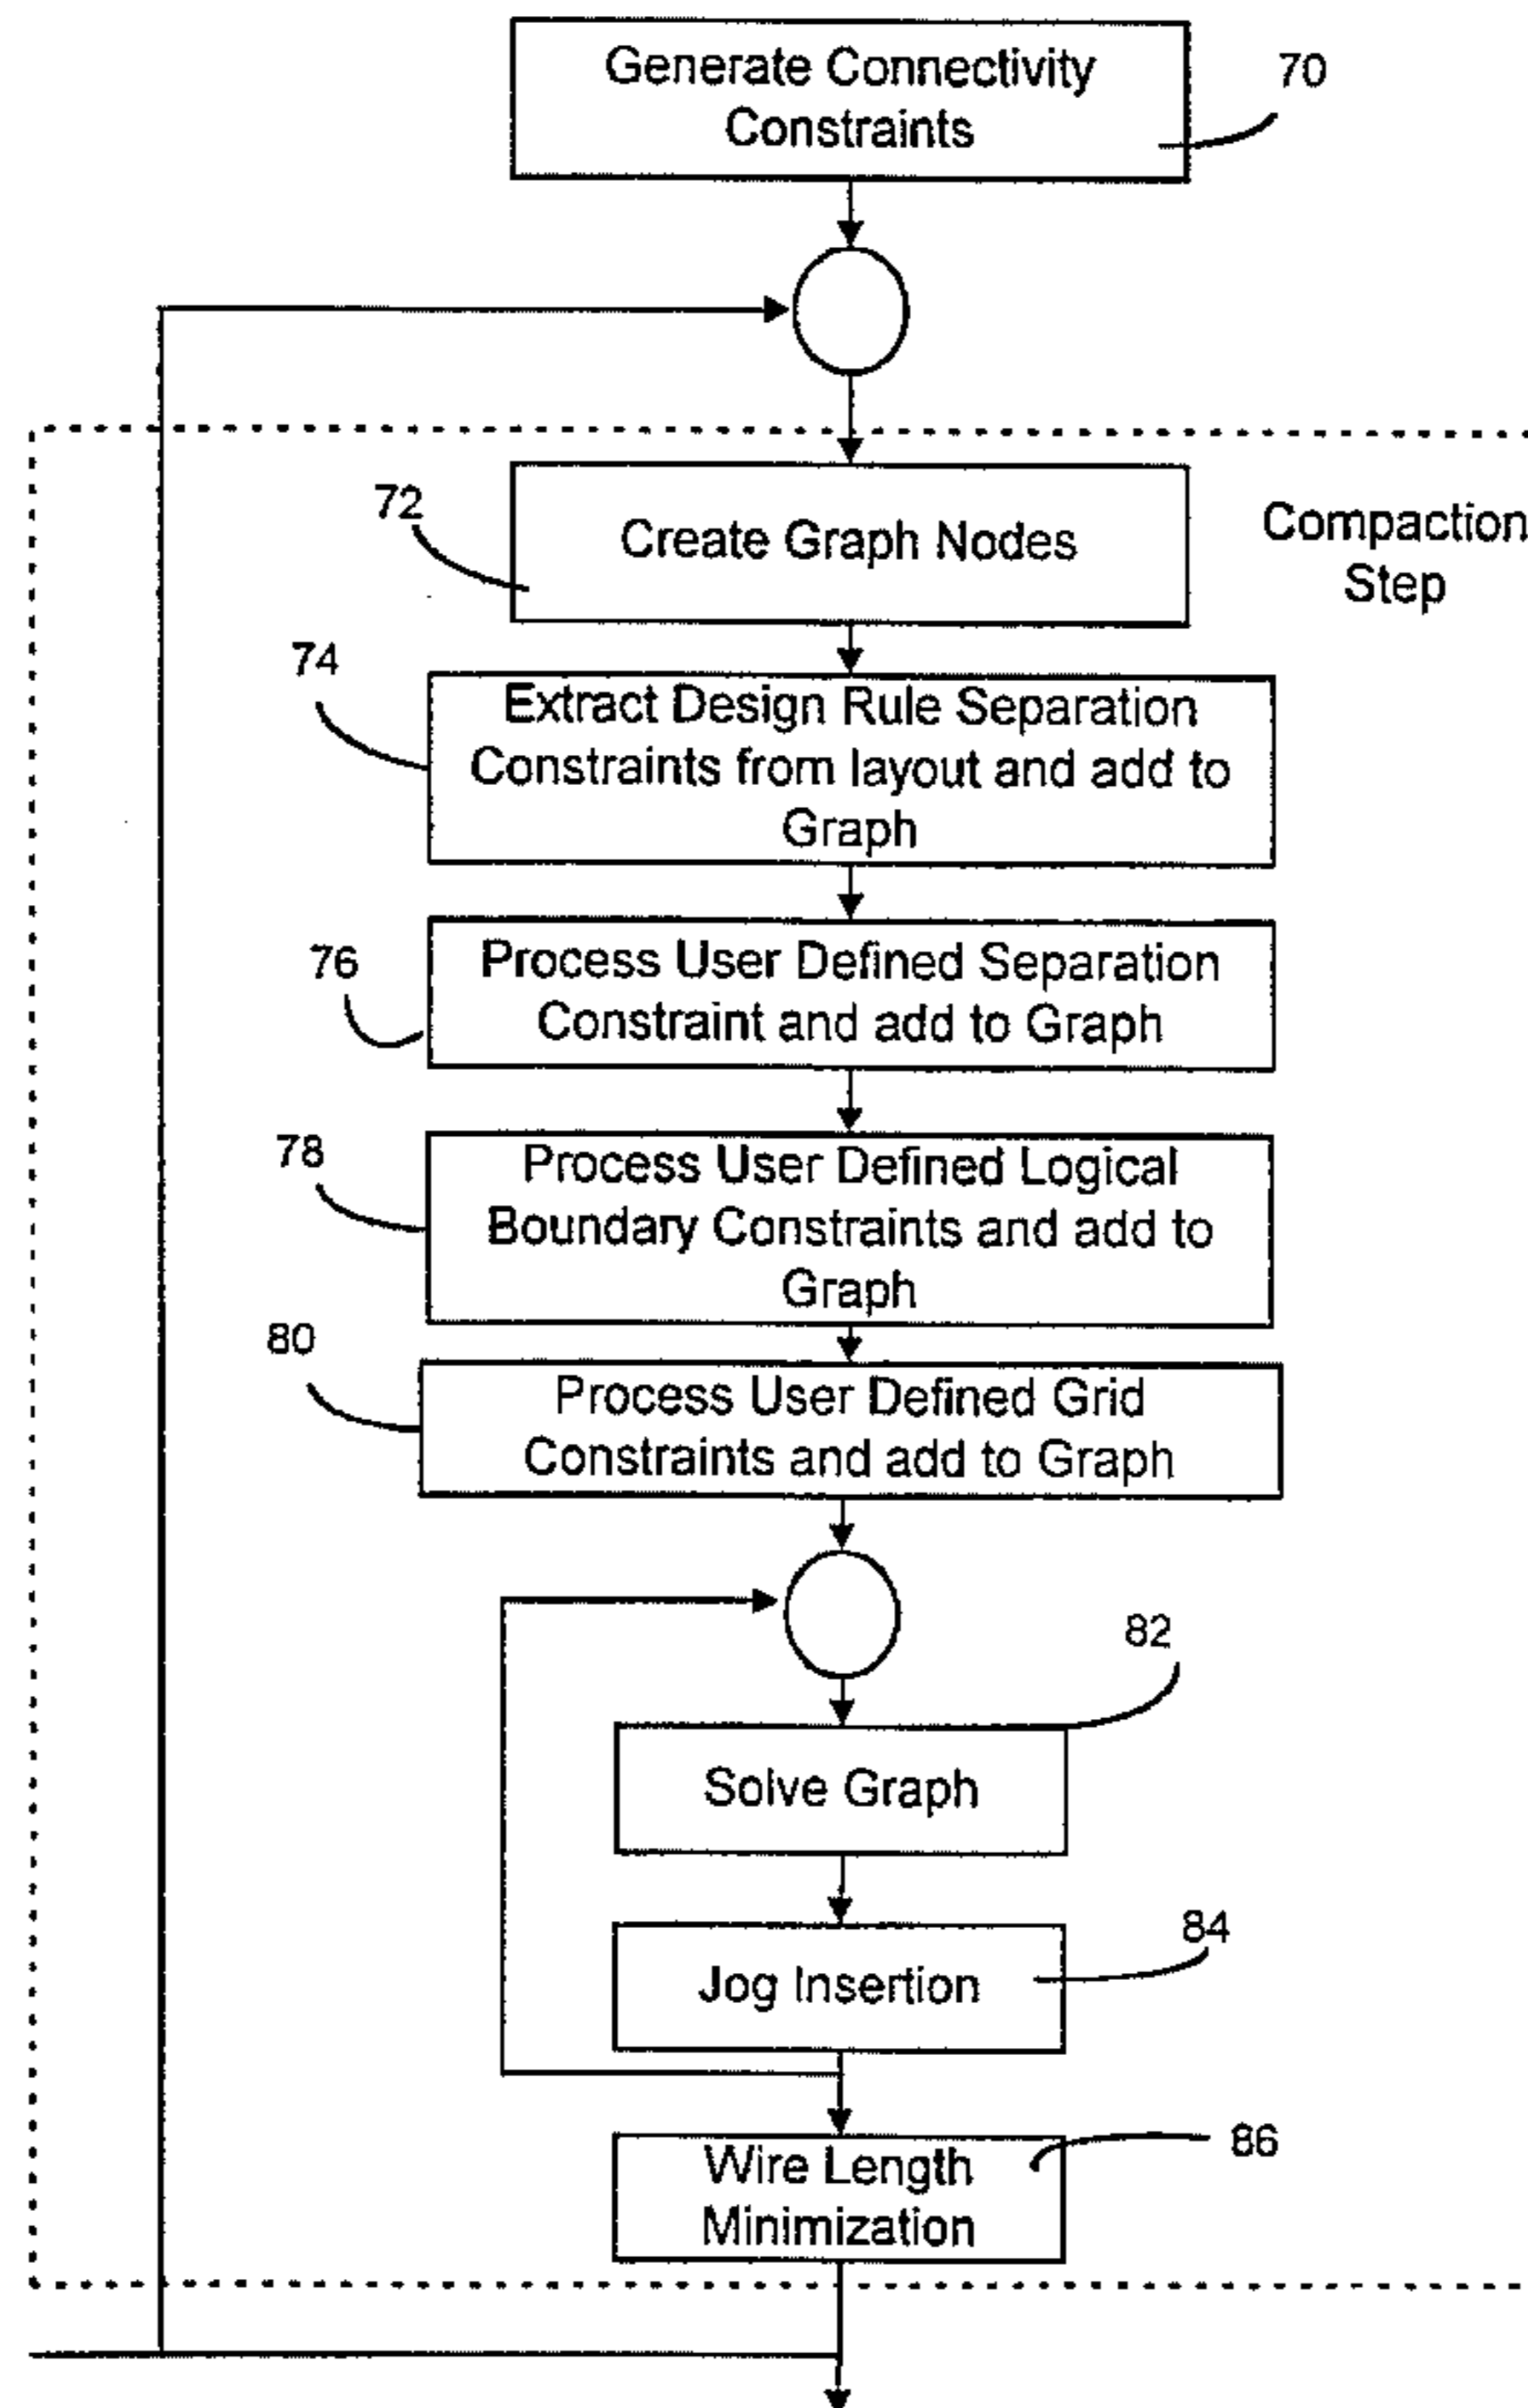 Generate Connectivity
Constraints
70
72
Create Graph Nodes
Compaction
Step
74
Extract Design Rule Separation
Constraints from layout and add to
Graph
76
Process User Defined Separation
Constraint and add to Graph
78
Process User Defined Logical
Boundary Constraints and add to
Graph
80
Process User Defined Grid
Constraints and add to Graph
82
Solve Graph
84
Jog Insertion
86
Wire Length
Minimization